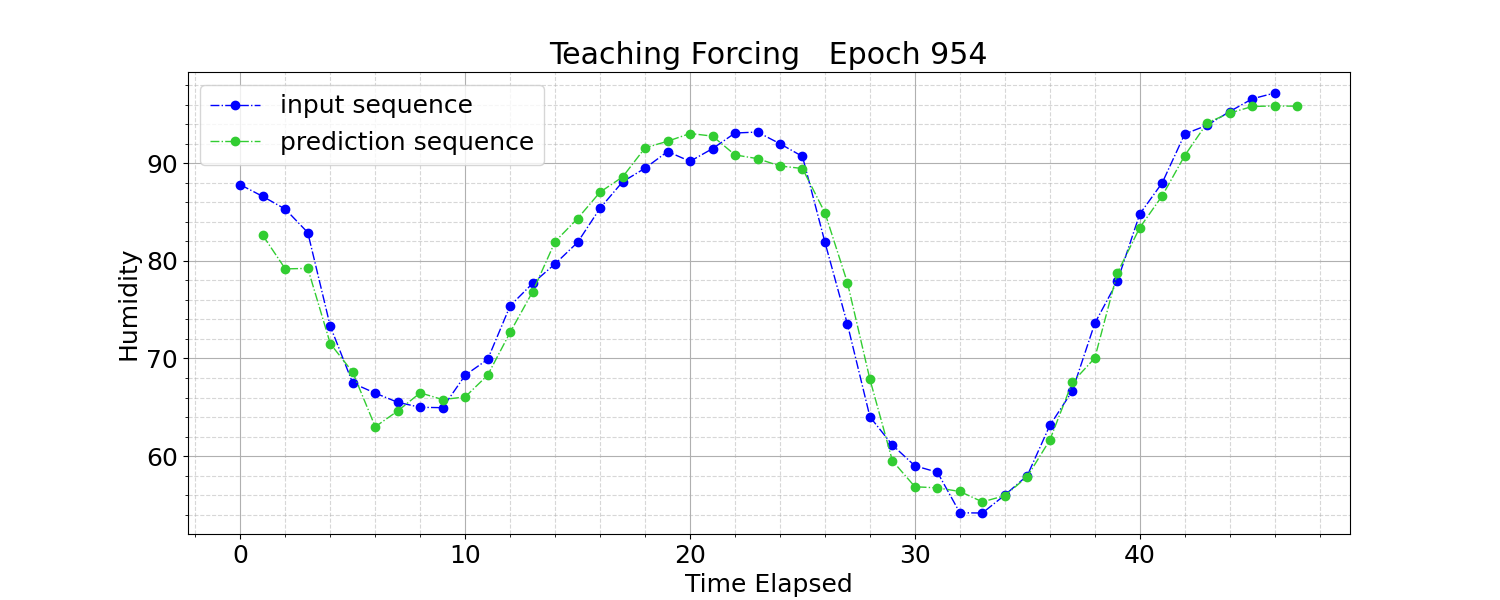 Teaching Forcing   Epoch 954
input sequence
prediction sequence
Humidity
90
80
70
60
0 10 20 30 40
Time Elapsed